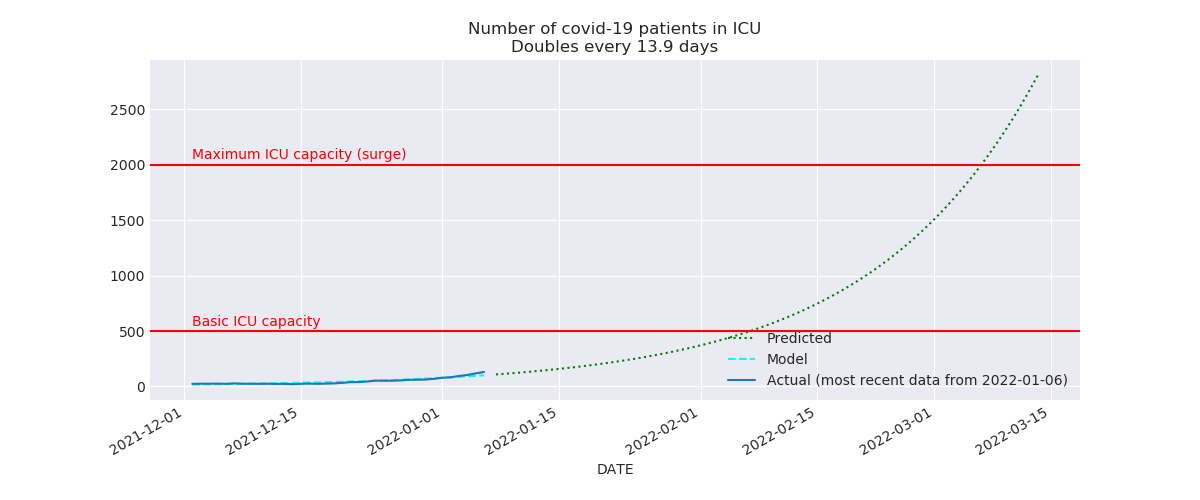 Number of covid-19 patients in ICU
Doubles every 13.9 days
2500
Maximum ICU capacity (surge)
2000
1500
1000
Basic ICU capacity
500
Predicted
Model
0
Actual (most recent data from 2022-01-06)
2021-12-01
2021-12-15
2022-01-01
2022-01-15
2022-02-01
2022-02-15
2022-03-01
2022-03-15
DATE